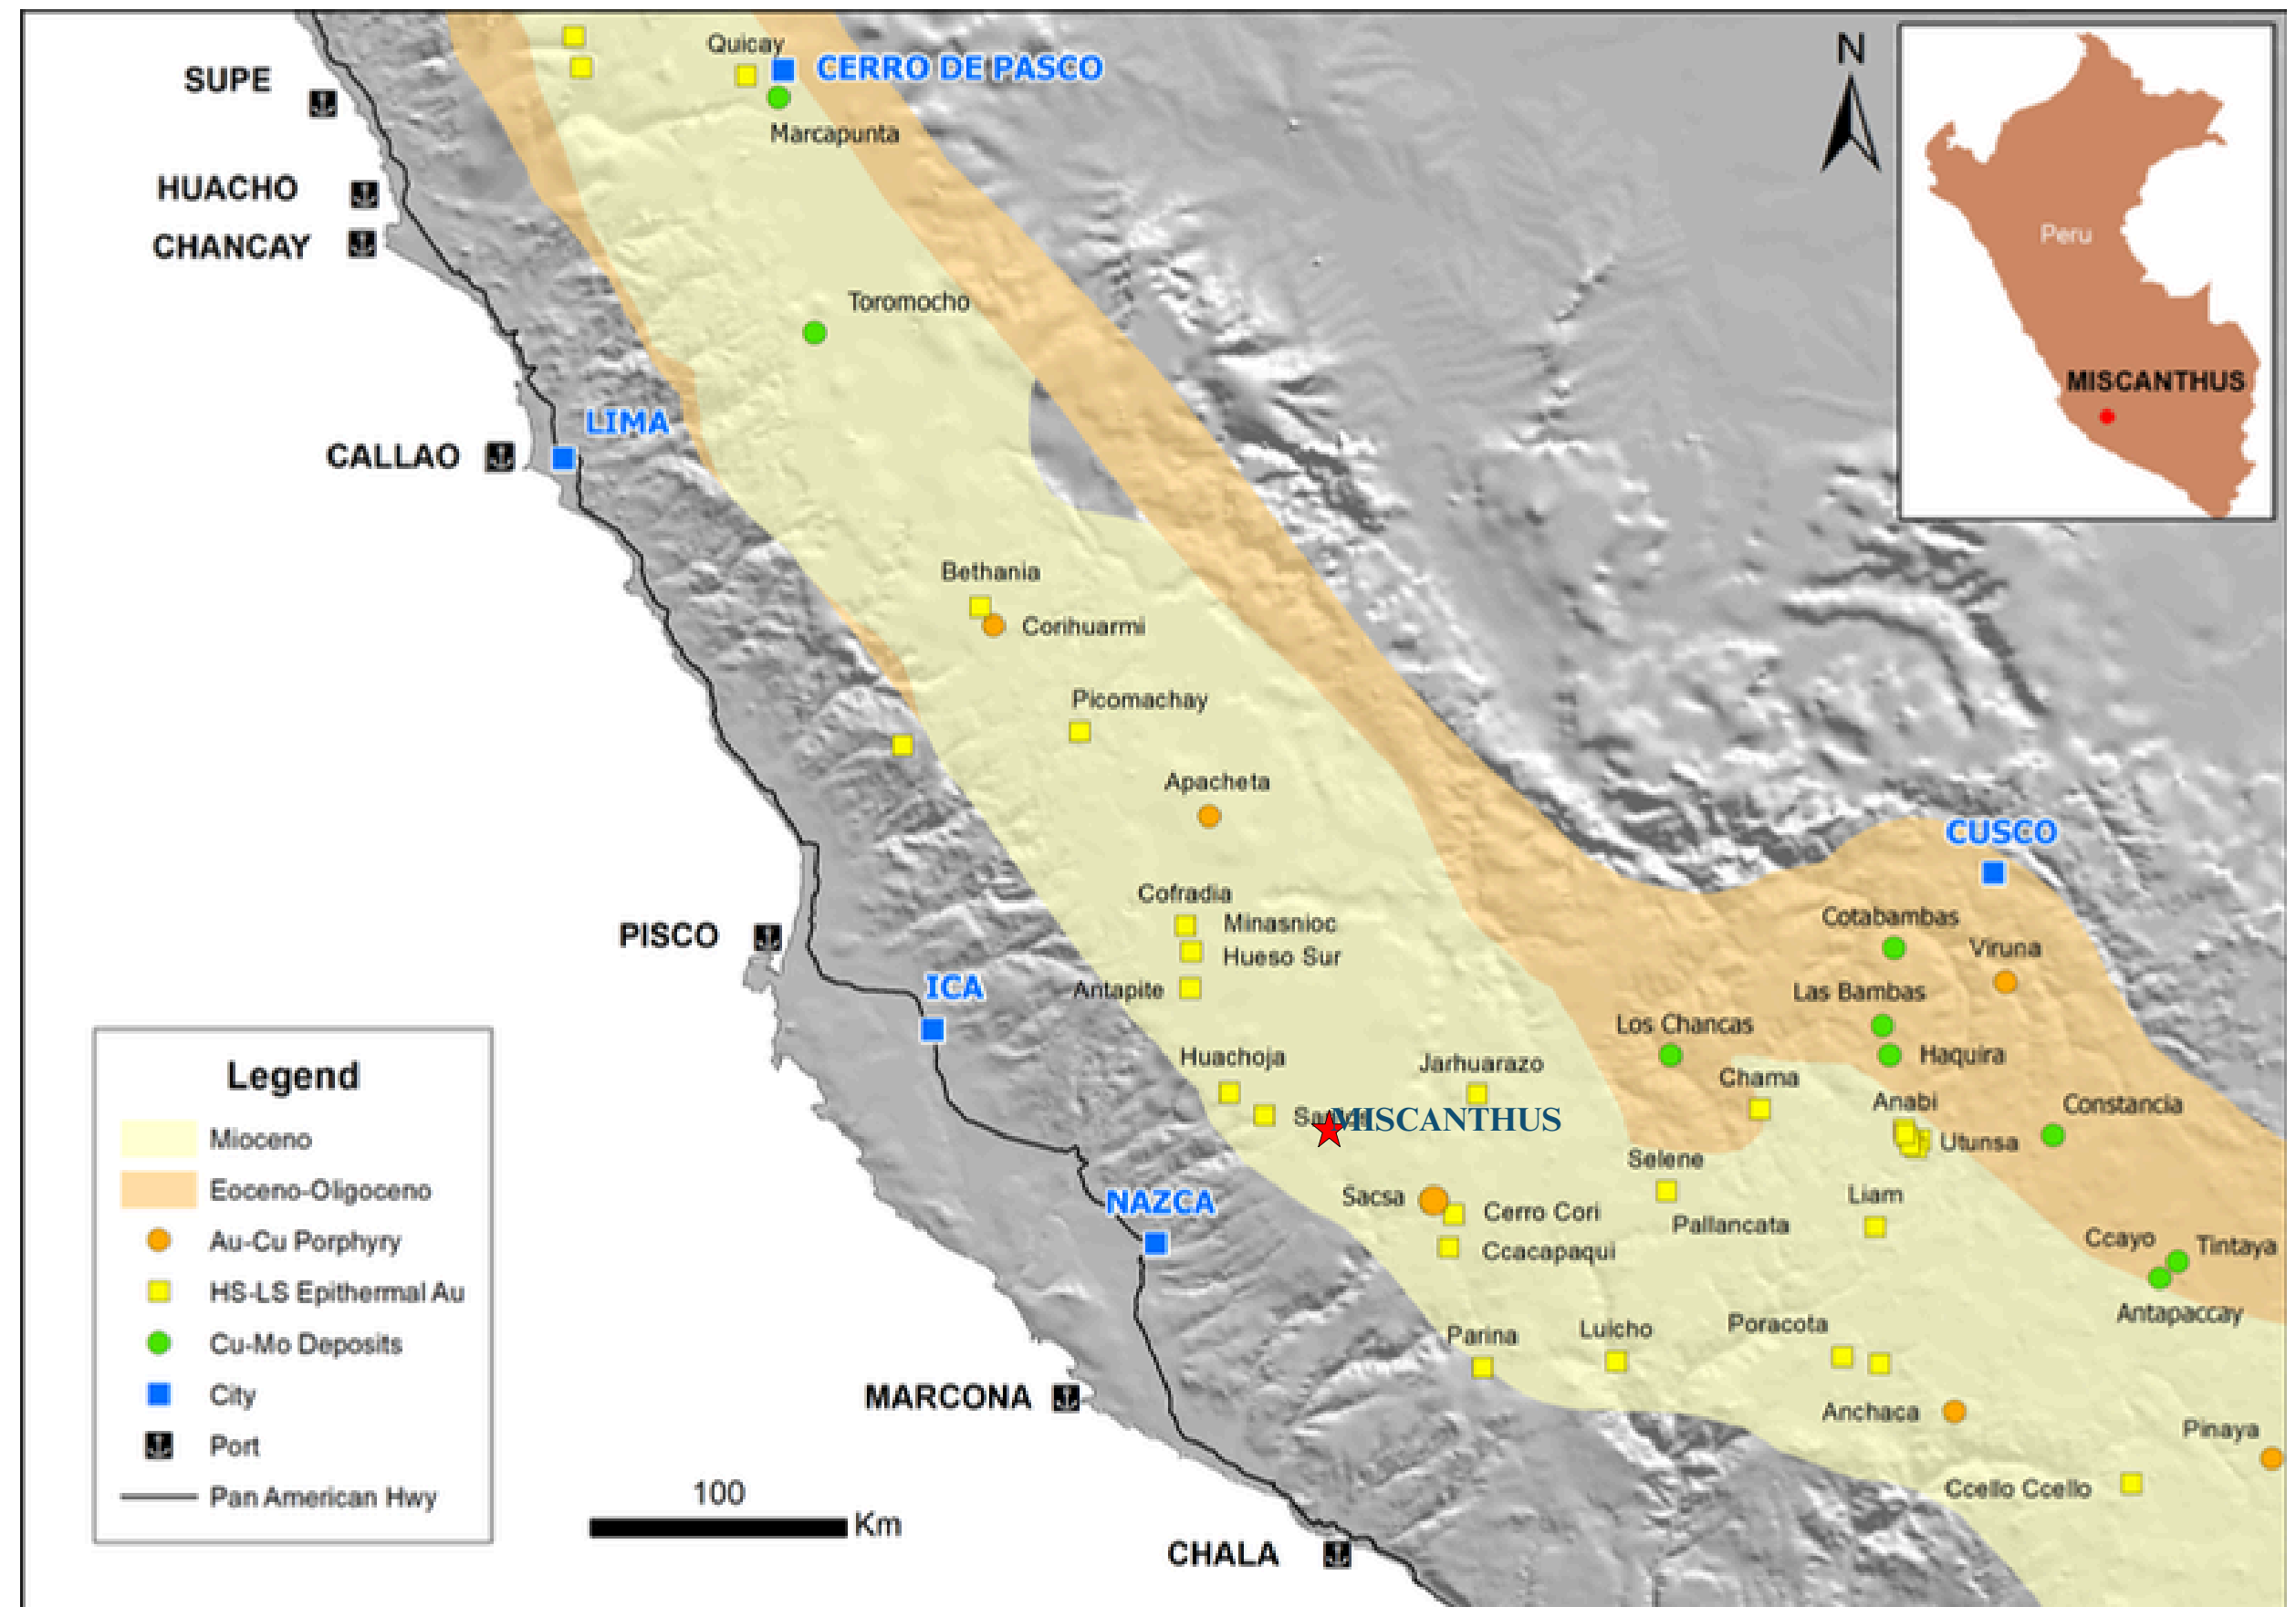 Quicay
CERRO DE PASCO
N
SUPE
Marcapunta
HUACHO
Peru
CHANCAY
Toromocho
MISCANTHUS
LIMA
CALLAO
Bethania
Corihuarmi
Picomachay
Apacheta
CUSCO
Cofradia
Cotabambas
Minasnioc
PISCO
Viruna
Hueso Sur
ICA
Antapite
Las Bambas
Los Chancas
Huachoja
Jarhuarazo
Haquira
Legend
Chama
Anabi
Constancia
MISCANTHUS
Mioceno
Utunsa
Selene
Eoceno-Oligoceno
NAZCA
Sacsa
Liam
Cerro Cori
Pallancata
Au-Cu Porphyry
Ccacapaqui
Ccayo
Tintaya
HS-LS Epithermal Au
Antapaccay
Parina
Luicho
Poracota
Cu-Mo Deposits
City
MARCONA
Anchaca
Pinaya
Port
100
Km
Ccello Ccello
Pan American Hwy
CHALA